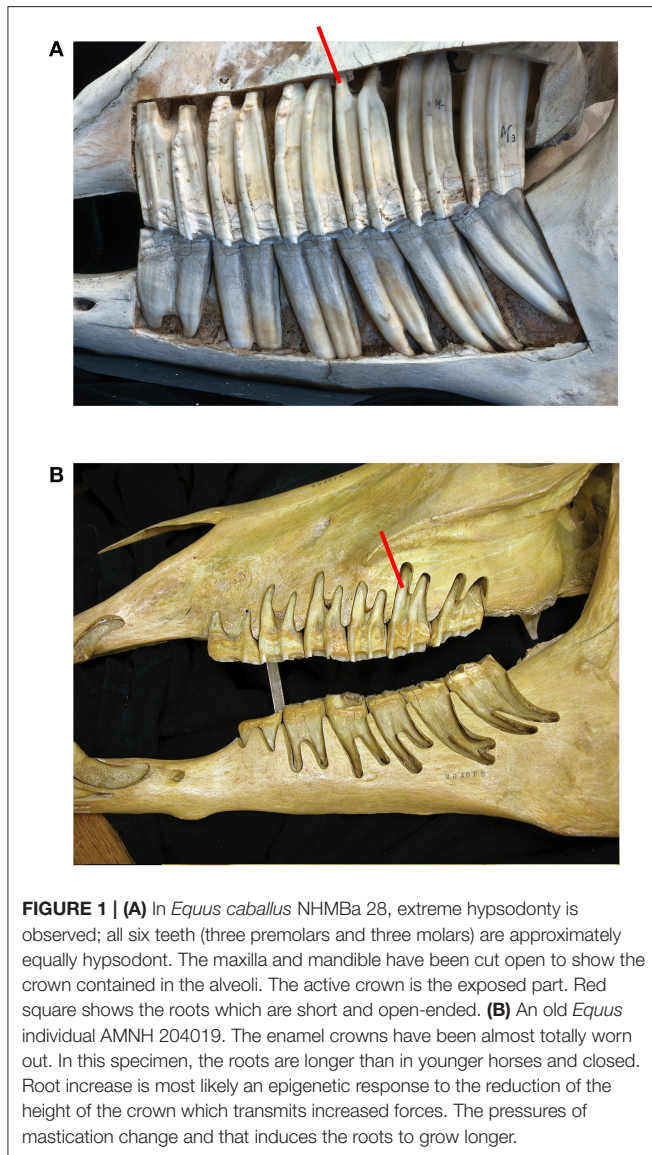 A
M2
M3
B
204019
FIGURE 1 | (A) In Equus caballus NHMBa 28, extreme hypsodonty is
observed; all six teeth (three premolars and three molars) are approximately
equally hypsodont. The maxilla and mandible have been cut open to show the
crown contained in the alveoli. The active crown is the exposed part. Red
square shows the roots which are short and open-ended. (B) An old Equus
individual AMNH 204019. The enamel crowns have been almost totally worn
out. In this specimen, the roots are longer than in younger horses and closed.
Root increase is most likely an epigenetic response to the reduction of the
height of the crown which transmits increased forces. The pressures of
mastication change and that induces the roots to grow longer.